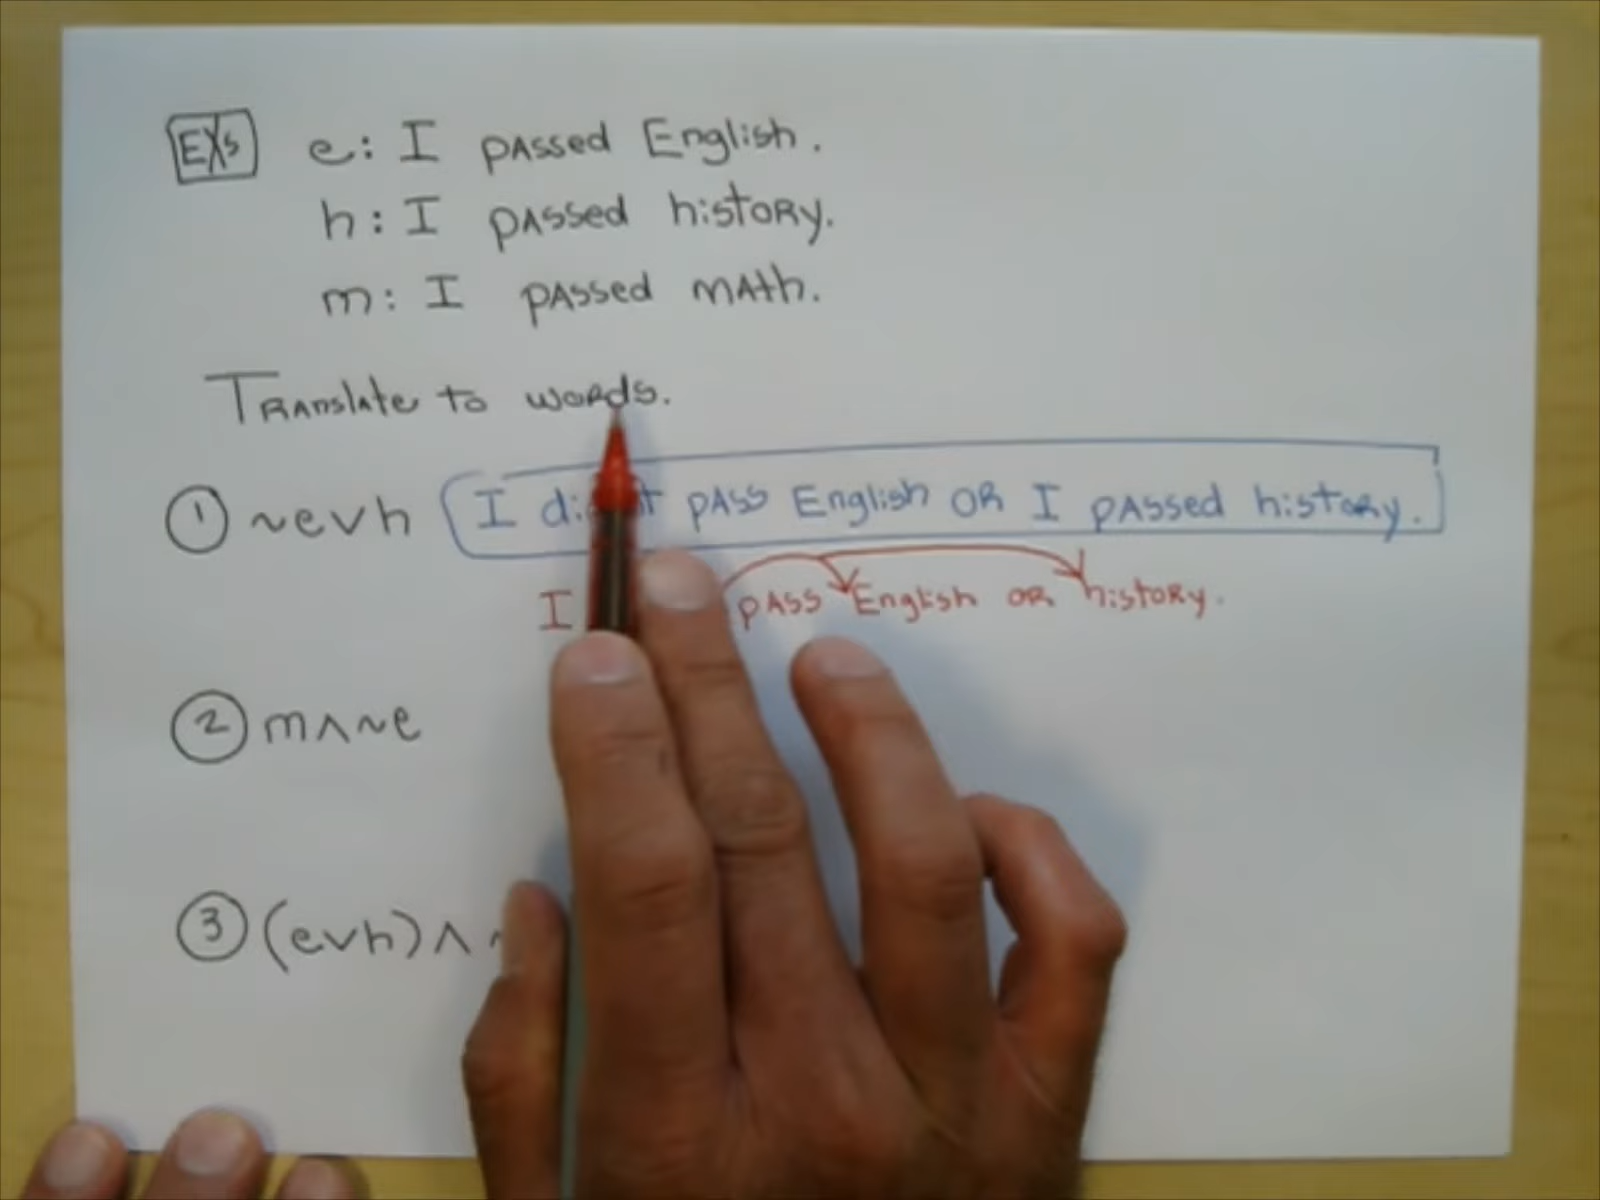 EXs e: I passed English.
h: I passed history.
m: I passed math.
Translate to words.
1 ~e∨h I pass English or I passed history.
I pass English or history.
2 m∧~e
3 (e∨h)∧